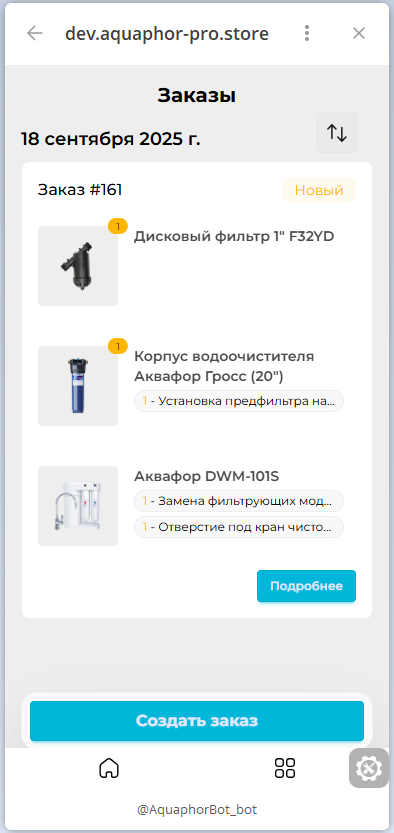 dev.aquaphor-pro.store
Заказы
18 сентября 2025 г.
Заказ #161
Новый
1
Дисковый фильтр 1" F32YD
1
Корпус водоочистителя
Аквафор Гросс (20")
1 - Установка предфильтра на...
Аквафор DWM-101S
1 - Замена фильтрующих мод...
1 - Отверстие под кран чисто...
Подробнее
Создать заказ
@AquaphorBot_bot